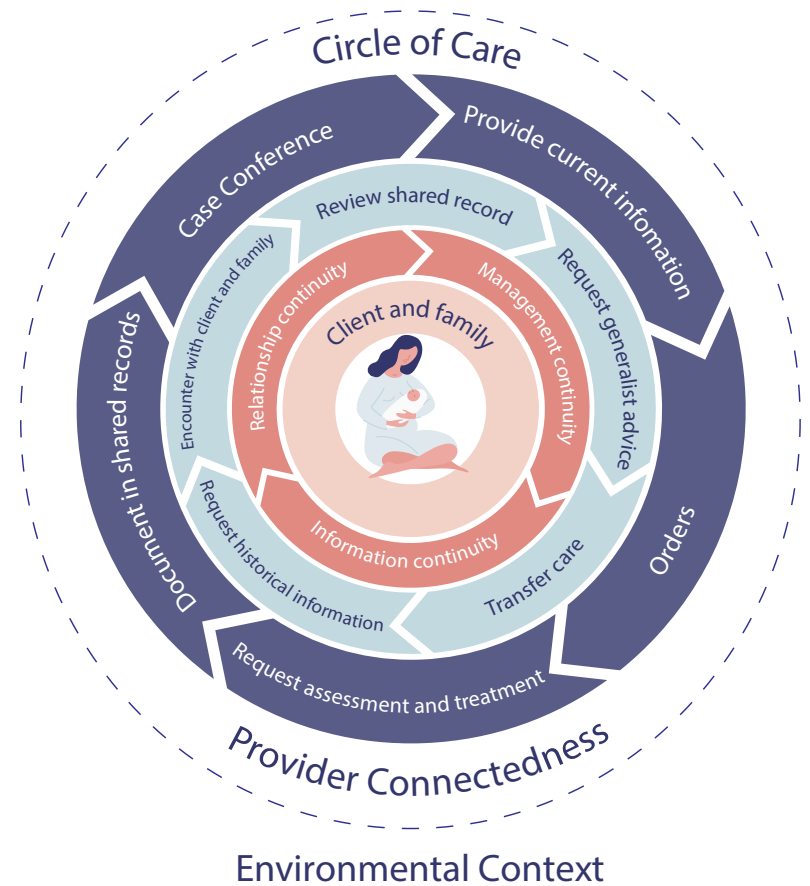 Circle of Care
Case Conference
Provide current infomation
Orders
Request assessment and treatment
Document in shared records
Review shared record
Request generalist advice
Transfer care
Request historical information
Encounter with client and family
Relationship continuity
Management continuity
Information continuity
Client and family
Provider Connectedness
Environmental Context